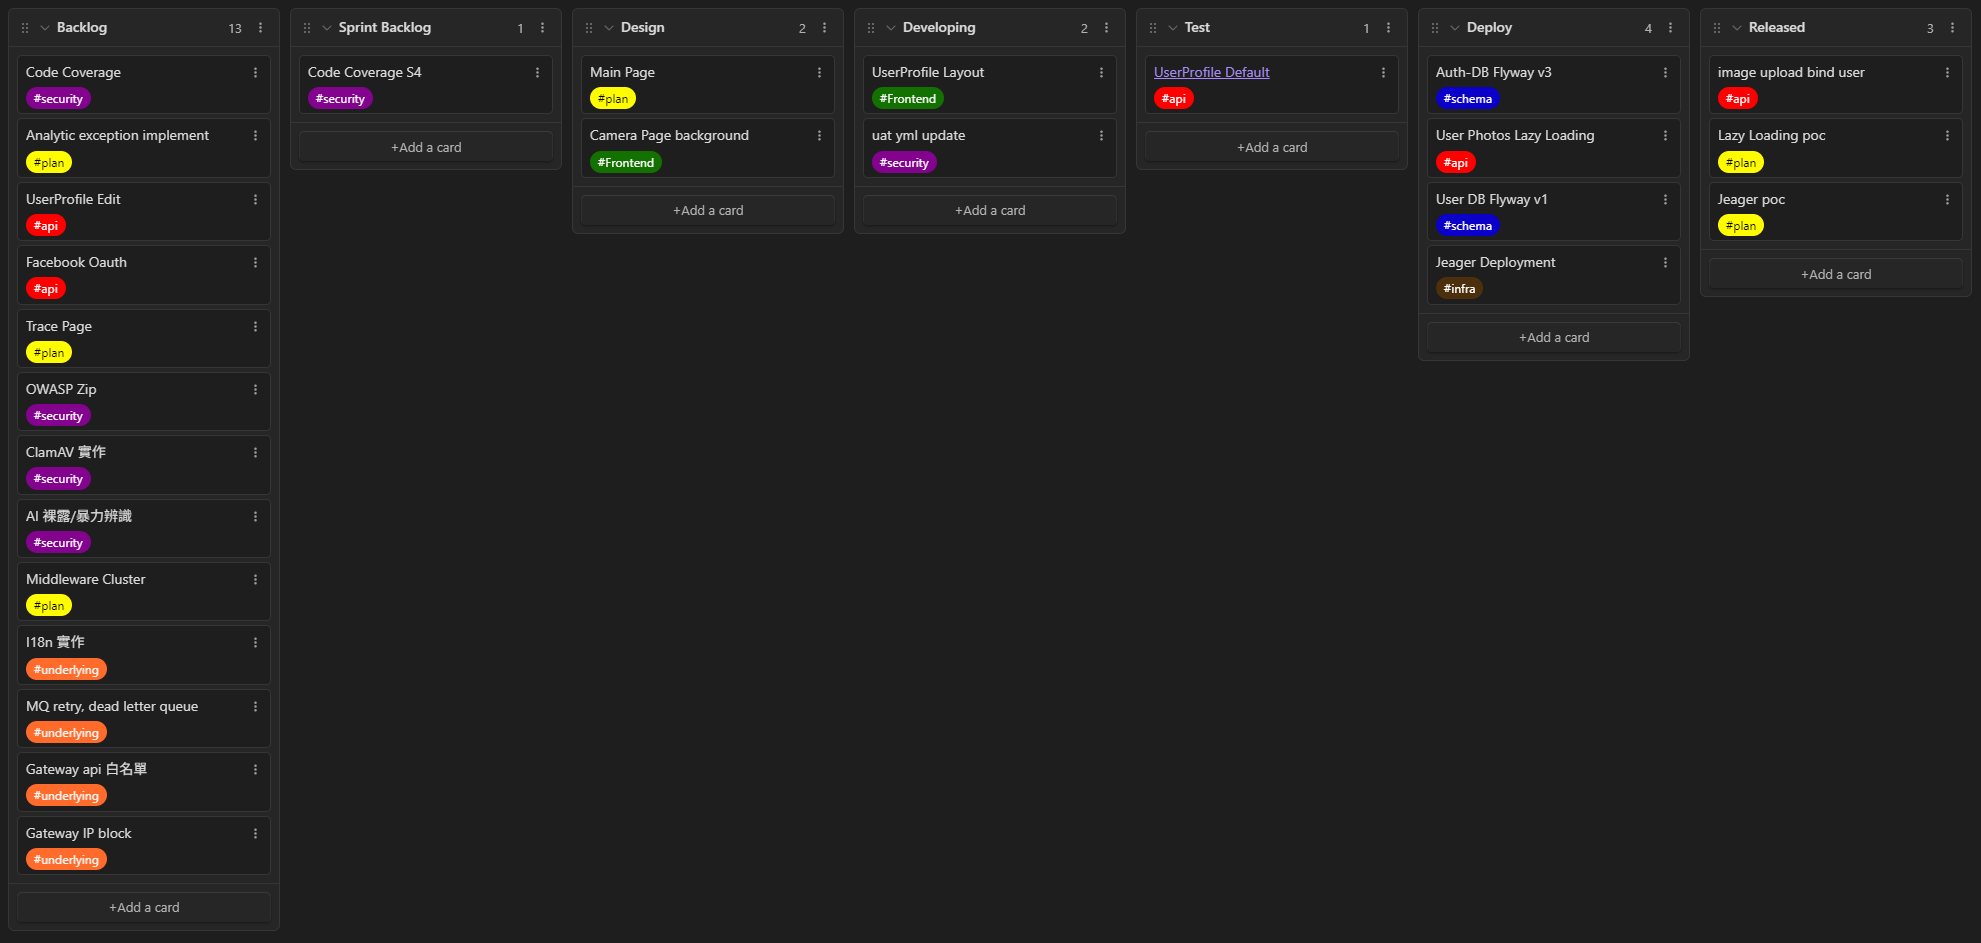 Backlog 13
Code Coverage
#security
Analytic exception implement
#plan
UserProfile Edit
#api
Facebook Oauth
#api
Trace Page
#plan
OWASP Zip
#security
ClamAV 實作
#security
AI 裸露/暴力辨識
#security
Middleware Cluster
#plan
I18n 實作
#underlying
MQ retry, dead letter queue
#underlying
Gateway api 白名單
#underlying
Gateway IP block
#underlying
+Add a card
Sprint Backlog 1
Code Coverage S4
#security
+Add a card
Design 2
Main Page
#plan
Camera Page background
#Frontend
+Add a card
Developing 2
UserProfile Layout
#Frontend
uat yml update
#security
+Add a card
Test 1
UserProfile Default
#api
+Add a card
Deploy 4
Auth-DB Flyway v3
#schema
User Photos Lazy Loading
#api
User DB Flyway v1
#schema
Jeager Deployment
#infra
+Add a card
Released 3
image upload bind user
#api
Lazy Loading poc
#plan
Jeager poc
#plan
+Add a card